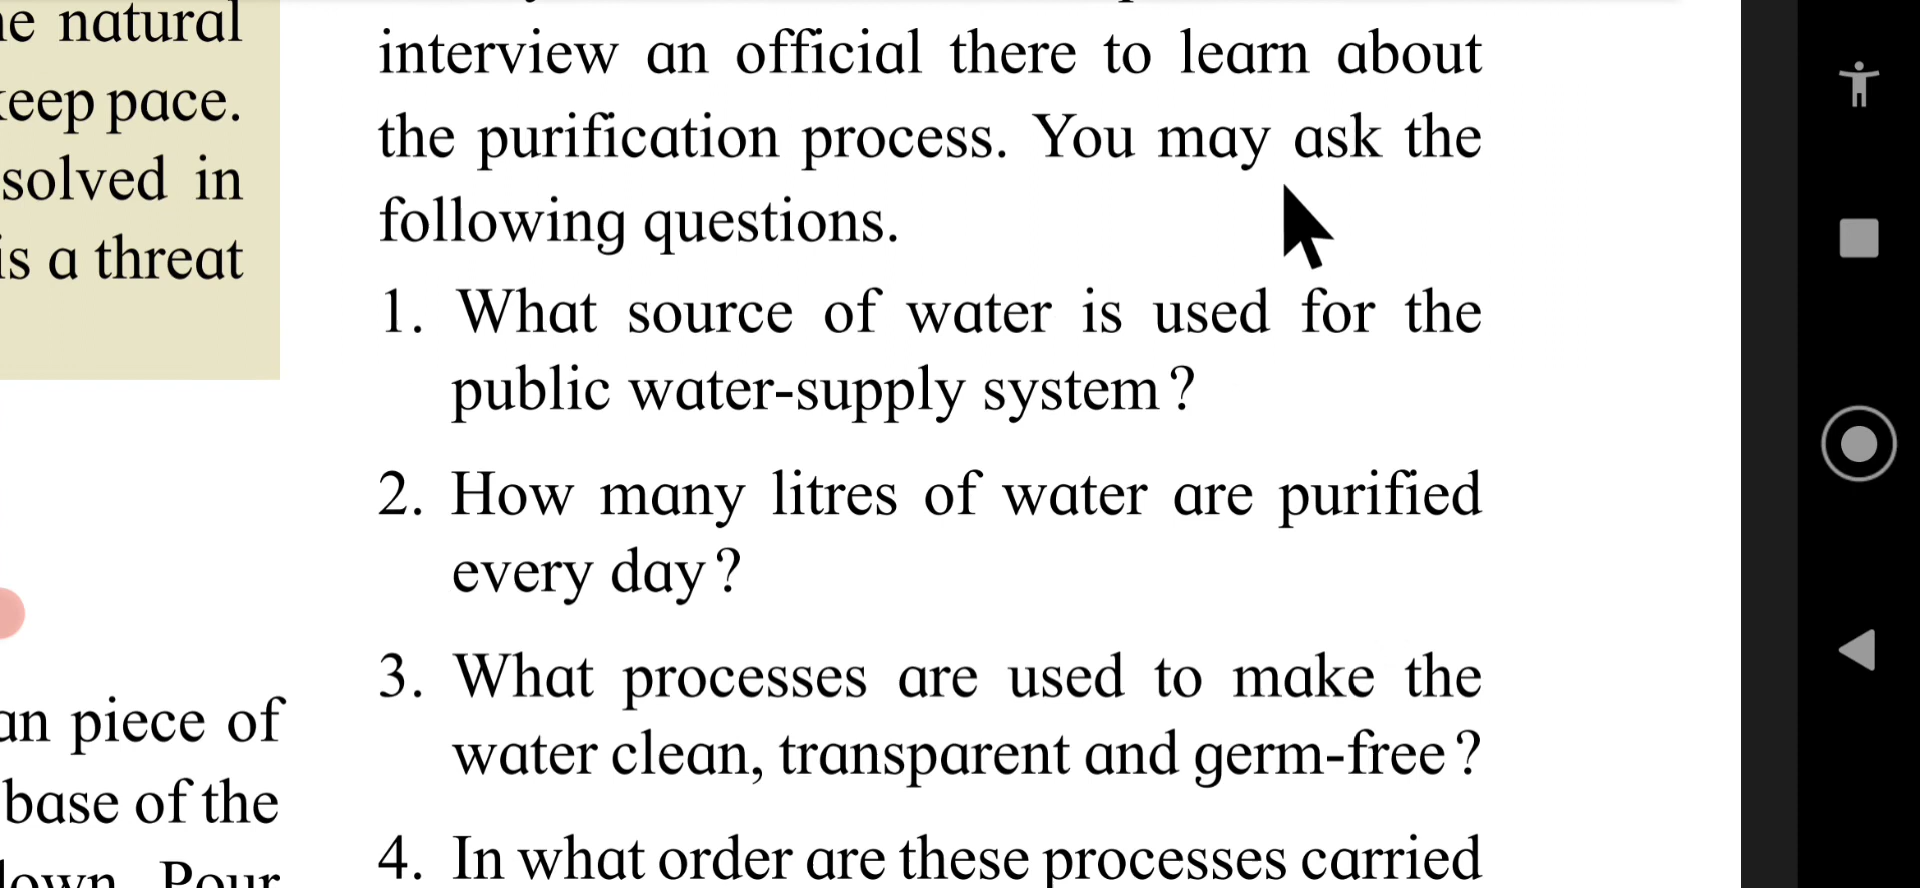 natural
pace.
solved in
is a threat
an piece of
base of the
Pour
interview an official there to learn about
the purification process. You may ask the
following questions.
1. What source of water is used for the
public water-supply system?
2. How many litres of water are purified
every day?
3. What processes are used to make the
water clean, transparent and germ-free?
4. In what order are these processes carried